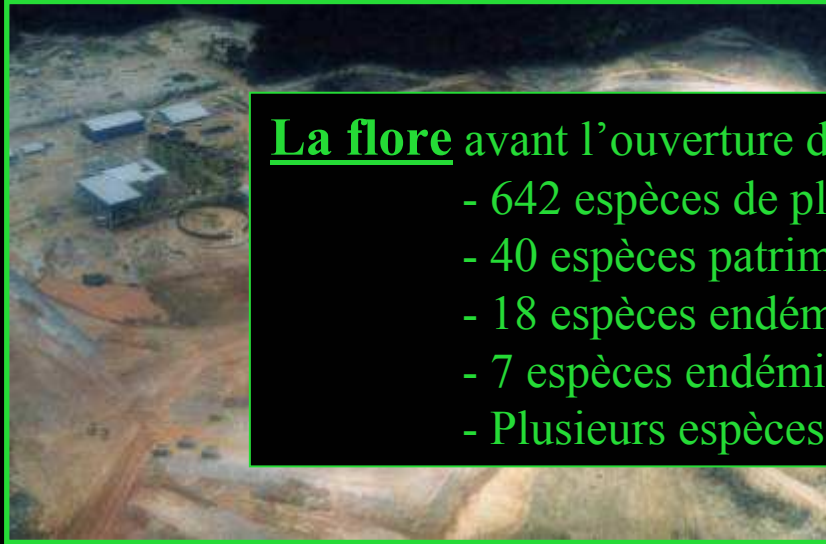 La flore avant l’ouverture d
- 642 espèces de pl
- 40 espèces patrim
- 18 espèces endém
- 7 espèces endémi
- Plusieurs espèces